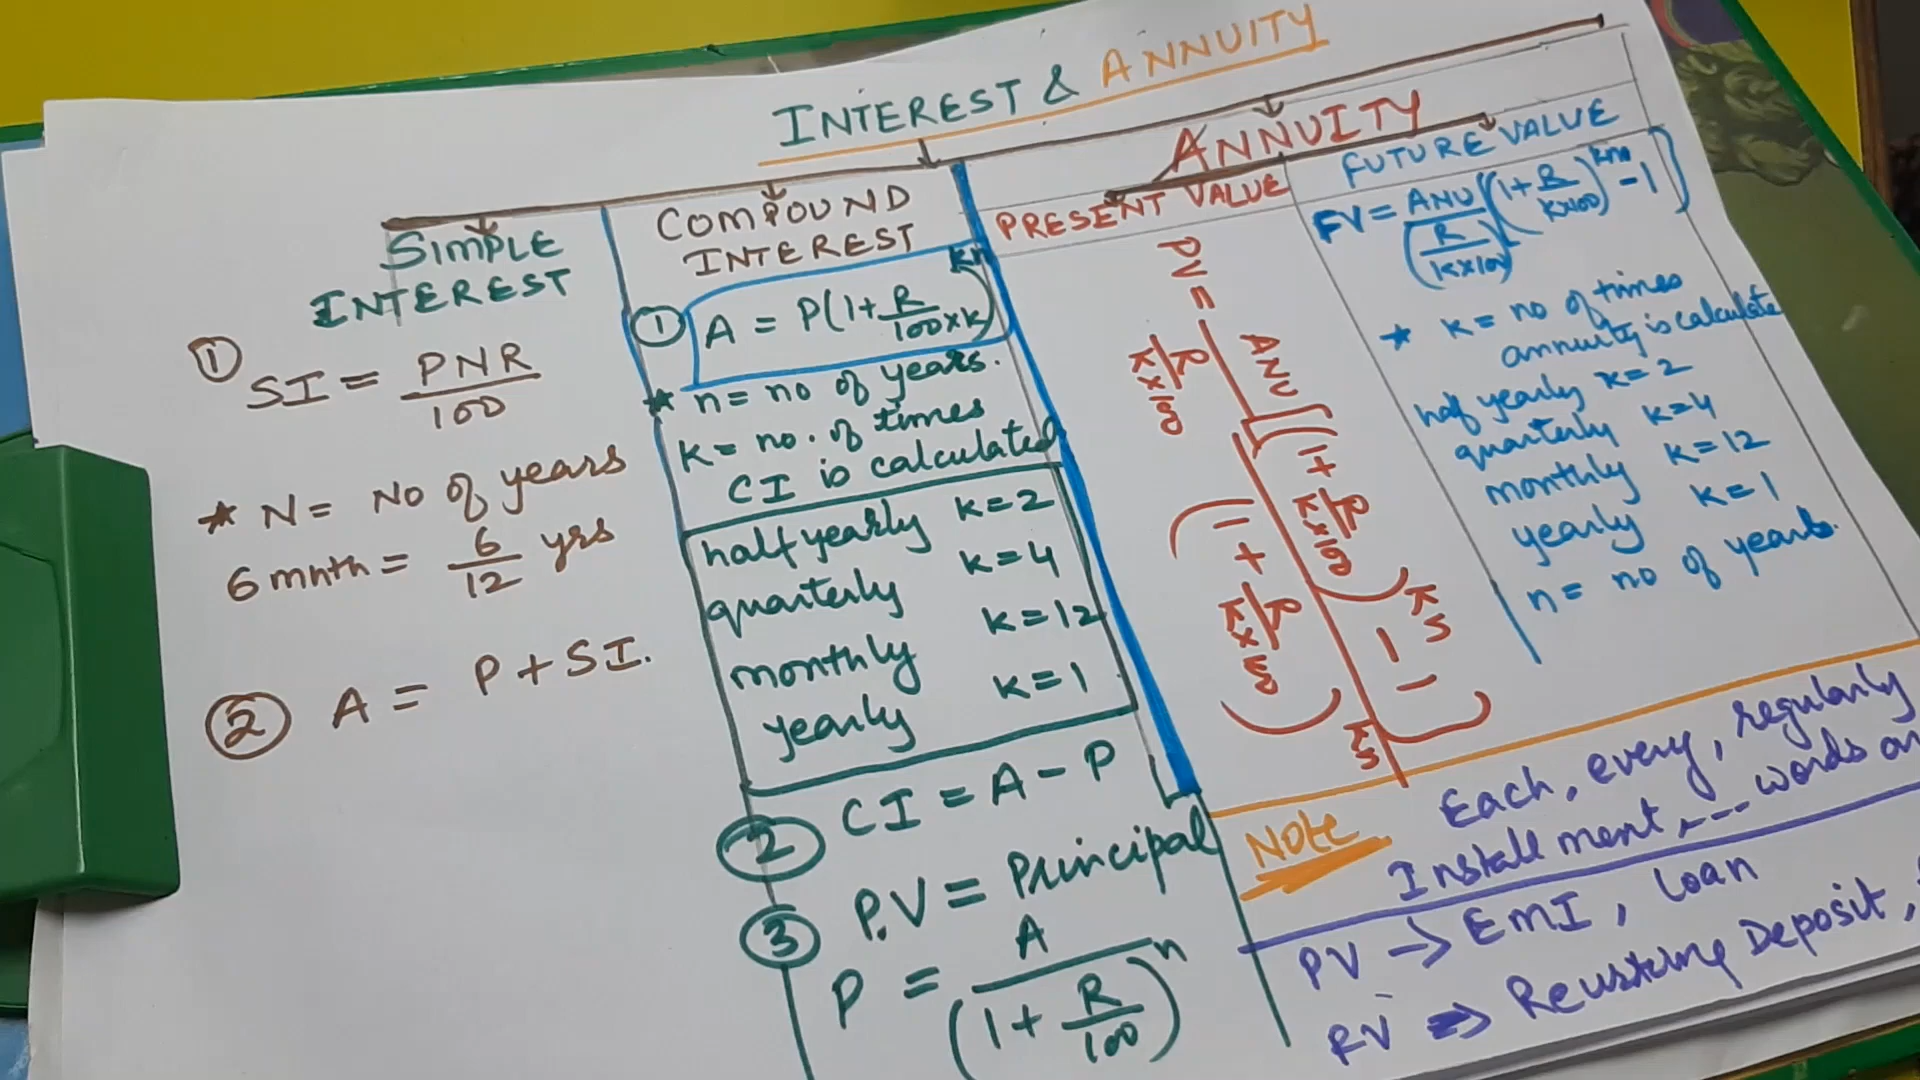 INTEREST & ANNUITY
SIMPLE
INTEREST
① SI = PNR/100
* N = No of years
6 mnth = 6/12 yrs
② A = P + SI.
COMPOUND
INTEREST
① A = P(1 + R/100×k)^kn
* n = no of years.
k = no. of times
CI is calculated
half yearly k=2
quarterly k=4
monthly k=12
yearly k=1
② CI = A - P
③ P.V = Principal
P = A/(1 + R/100)^n
ANNUITY
PRESENT VALUE
PV = ANU/(R/k×100) [(1 + R/k×100)^kn - 1 / (1 + R/k×100)^kn]
FUTURE VALUE
FV = ANU/(R/k×100) ((1 + R/k×100)^kn - 1)
* k = no of times
annuity is calculate
half yearly k=2
quarterly k=4
monthly k=12
yearly k=1
n = no of years.
Note
Each, every, regularly
Installment, --- words
PV → EMI, loan
Deposit,